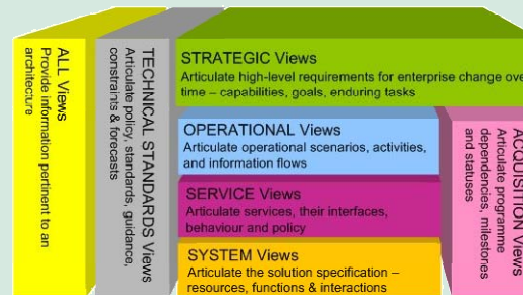 ALL Views
Provide information pertinent to an
architecture
TECHNICAL STANDARDS Views
Articulate policy, standards, guidance,
constraints & forecasts
STRATEGIC Views
Articulate high-level requirements for enterprise change ove
time – capabilities, goals, enduring tasks
OPERATIONAL Views
Articulate operational scenarios, activities,
and information flows
SERVICE Views
Articulate services, their interfaces,
behaviour and policy
SYSTEM Views
Articulate the solution specification –
resources, functions & interactions
ACQUISITION Views
Articulate programme
dependencies, milestones
and statuses